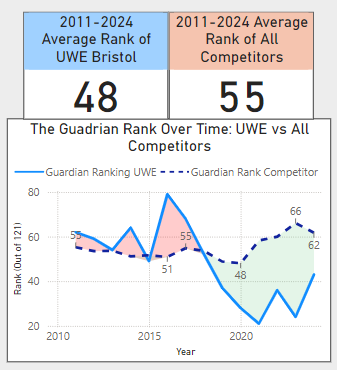 2011-2024
Average Rank of
UWE Bristol
2011-2024 Average
Rank of All
Competitors
48
55
The Guadrian Rank Over Time: UWE vs All
Competitors
Guardian Ranking UWE
Guardian Rank Competitor
Rank (Out of 121)
80
60
40
20
55
51
55
48
66
62
2010
2015
2020
Year